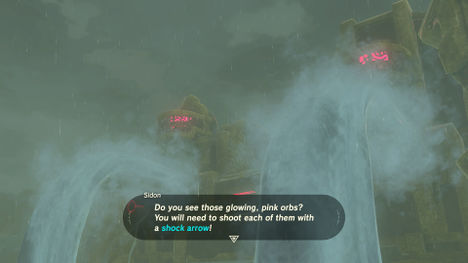 Sidon
Do you see those glowing, pink orbs?
You will need to shoot each of them with
a shock arrow!